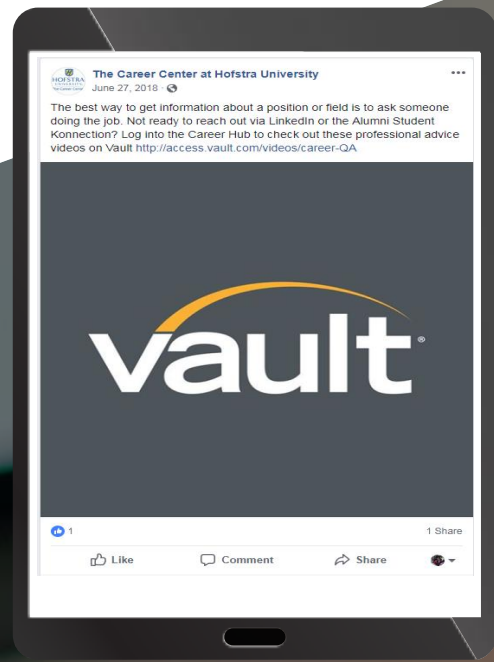 HOFSTRA
UNIVERSITY
The Career Center
The Career Center at Hofstra University
June 27, 2018 ·
The best way to get information about a position or field is to ask someone
doing the job. Not ready to reach out via LinkedIn or the Alumni Student
Konnection? Log into the Career Hub to check out these professional advice
videos on Vault http://access.vault.com/videos/career-QA
vault®
1
1 Share
Like Comment Share